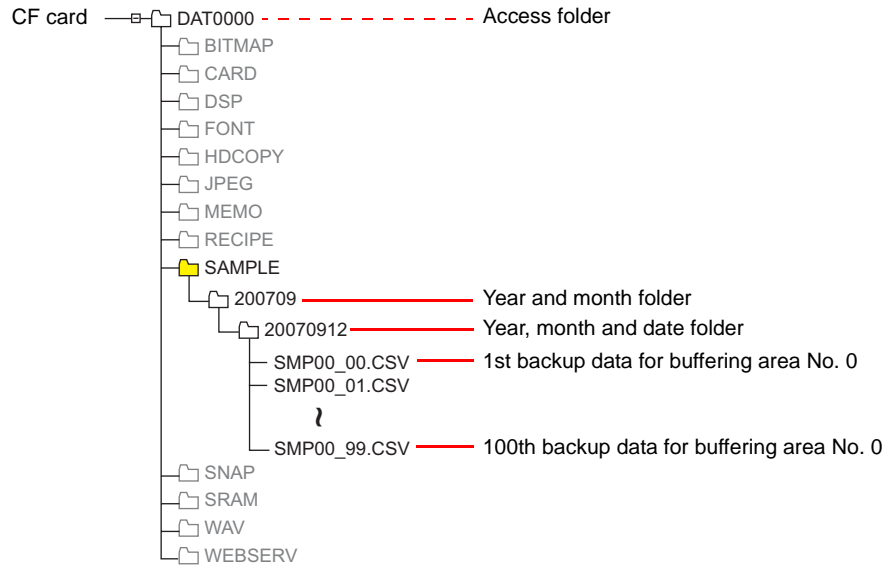 CF card DAT0000 Access folder
BITMAP
CARD
DSP
FONT
HDCOPY
JPEG
MEMO
RECIPE
SAMPLE
200709 Year and month folder
20070912 Year, month and date folder
SMP00_00.CSV 1st backup data for buffering area No. 0
SMP00_01.CSV
~
SMP00_99.CSV 100th backup data for buffering area No. 0
SNAP
SRAM
WAV
WEBSERV